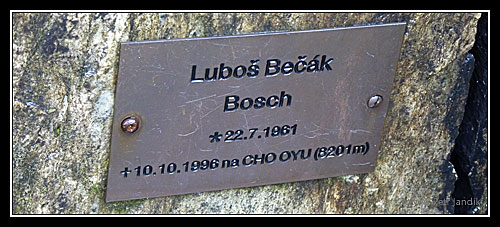 Luboš Bečák
Bosch
*22.7.1961
+10.10.1996 na CHO OYU (8201m)